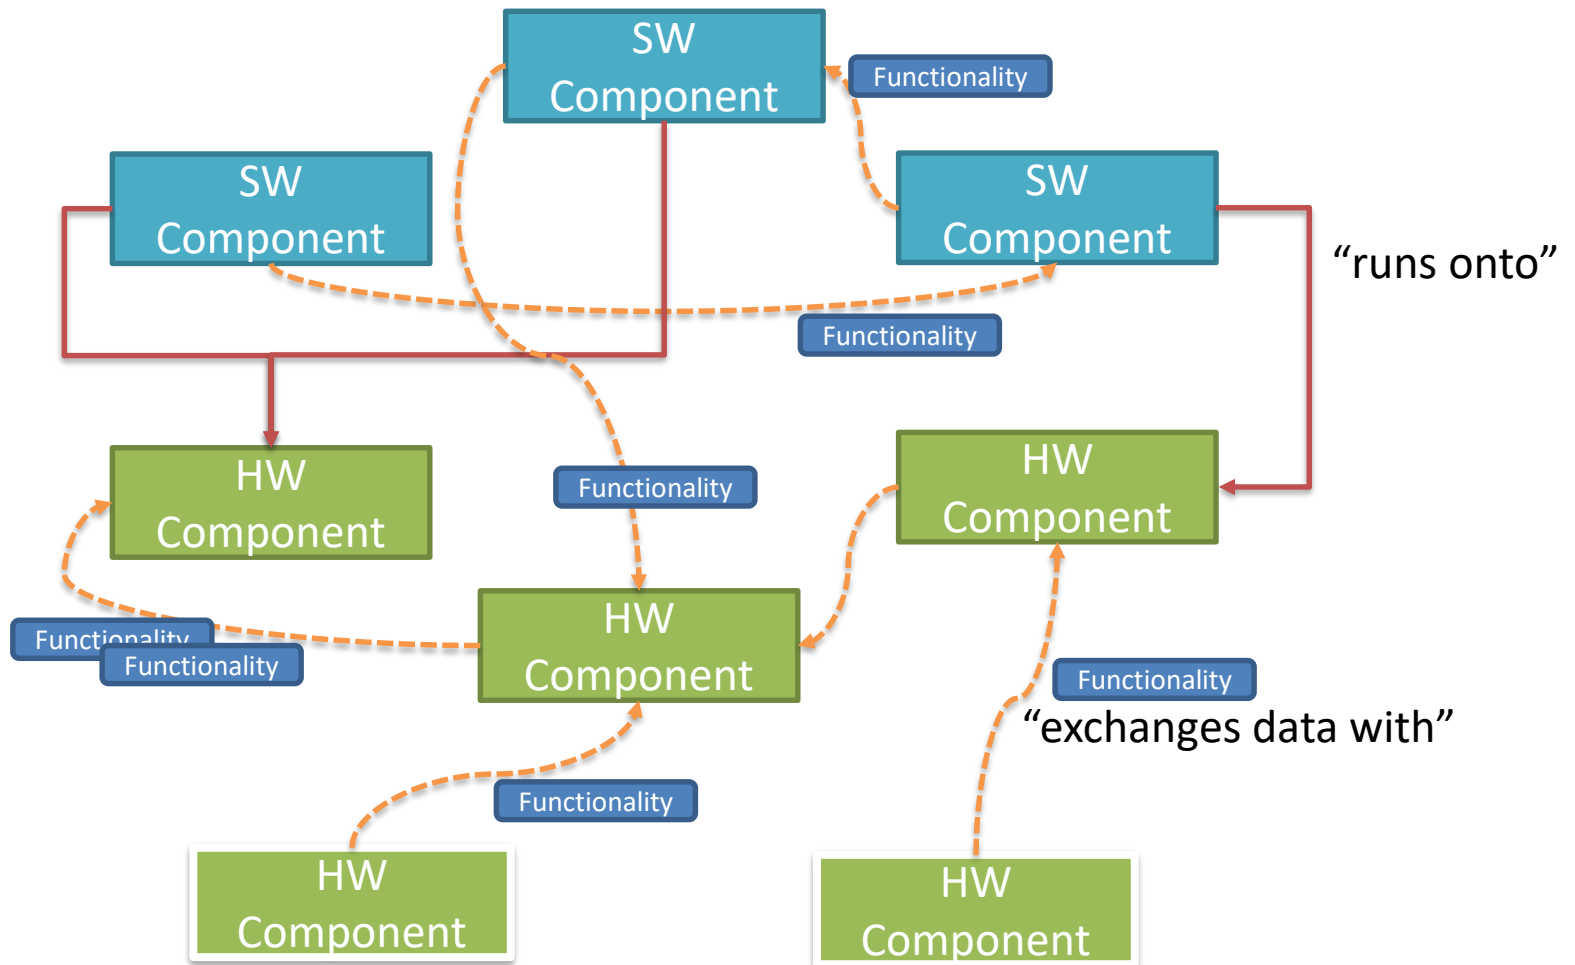 SW
Component
Functionality
SW
Component
SW
Component
“runs onto”
Functionality
HW
Component
HW
Component
Functionality
HW
Component
Functionality
Functionality
Functionality
“exchanges data with”
Functionality
HW
Component
HW
Component